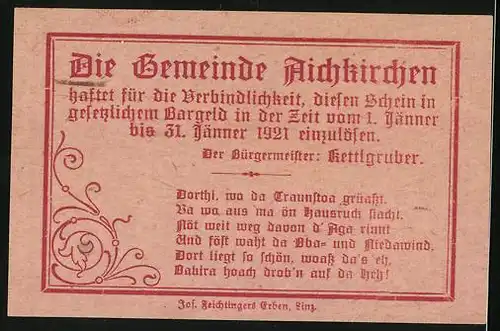 Die Gemeinde Aichkirchen
haftet für die Verbindlichkeit, diesen Schein in
gesetzlichem Bargeld in der Zeit vom 1. Jänner
bis 31. Jänner 1921 einzulösen.
Der Bürgermeister: Kettlgruber.
Dorthi, wo da Traunstoa grüaßt.
Va wo aus ma ön Hausruck siacht.
Nöt weit weg davon d'Aga rinnt
Und föst waht da Oba- und Niedawind.
Dort liegt so schön, woaß da's eh,
Bakira hoach drob'n auf da Heh!
Jos. Feichtingers Erben, Linz.